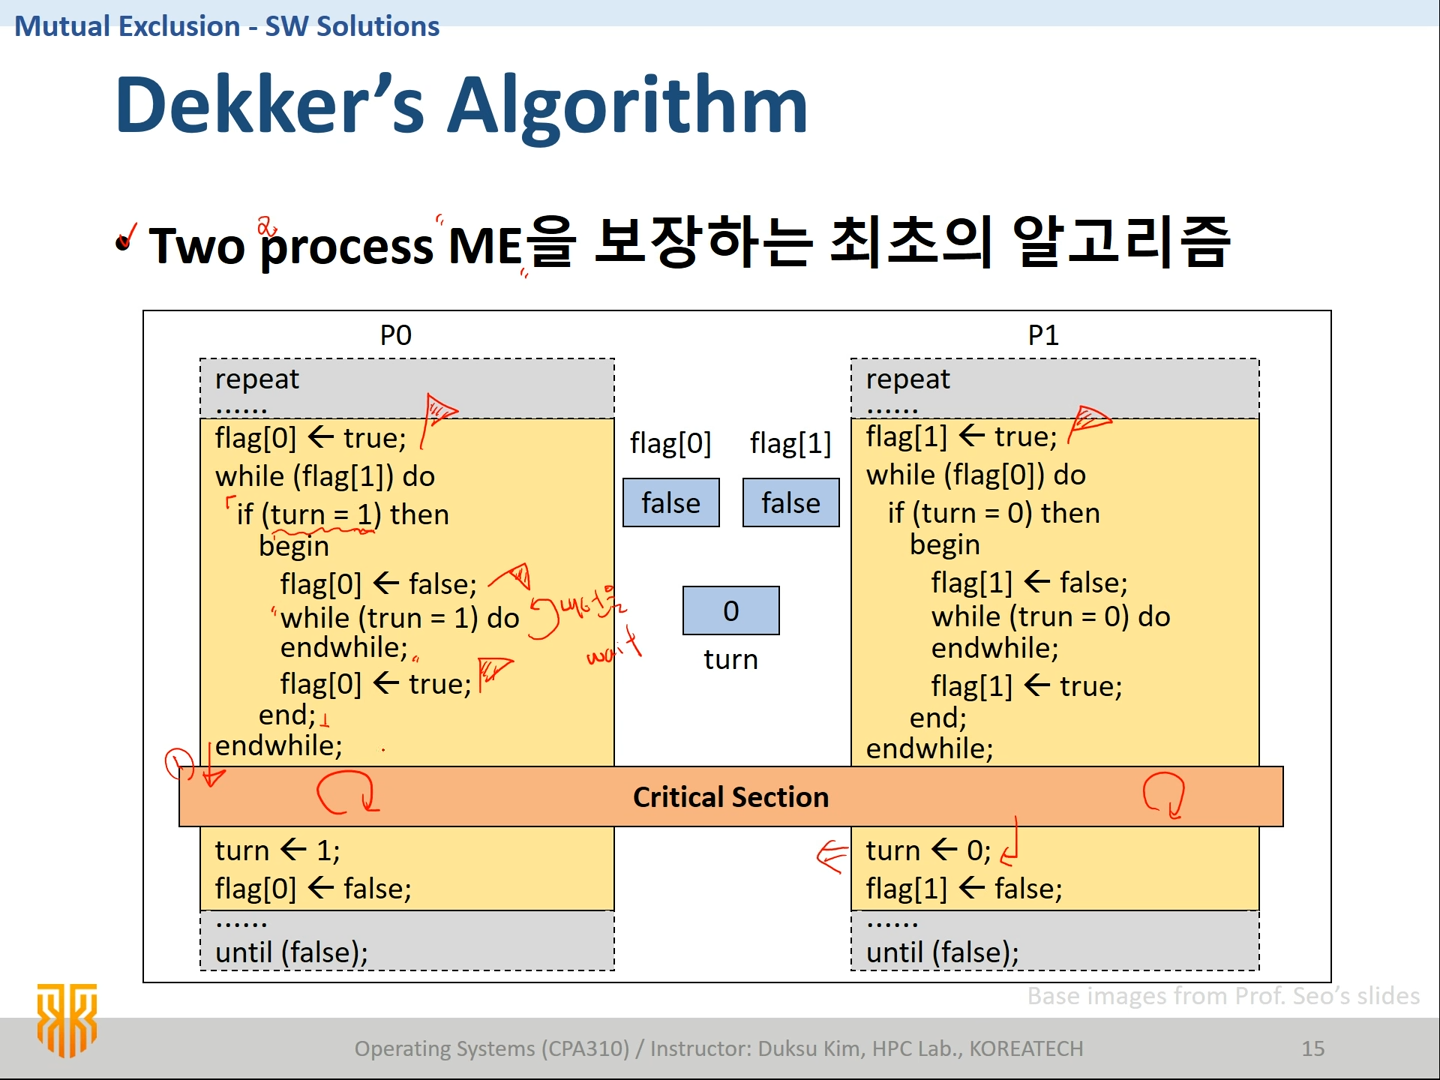 Mutual Exclusion - SW Solutions
Dekker's Algorithm
• Two process ME을 보장하는 최초의 알고리즘
2
P0
repeat
......
flag[0] ← true;
while (flag[1]) do
if (turn = 1) then
begin
flag[0] ← false;
while (trun = 1) do
endwhile;
flag[0] ← true;
end;
endwhile;
wait
①
flag[0]
flag[1]
false
false
0
turn
P1
repeat
......
flag[1] ← true;
while (flag[0]) do
if (turn = 0) then
begin
flag[1] ← false;
while (trun = 0) do
endwhile;
flag[1] ← true;
end;
endwhile;
Critical Section
turn ← 1;
flag[0] ← false;
......
until (false);
turn ← 0;
flag[1] ← false;
......
until (false);
Base images from Prof. Seo's slides
Operating Systems (CPA310) / Instructor: Duksu Kim, HPC Lab., KOREATECH
15